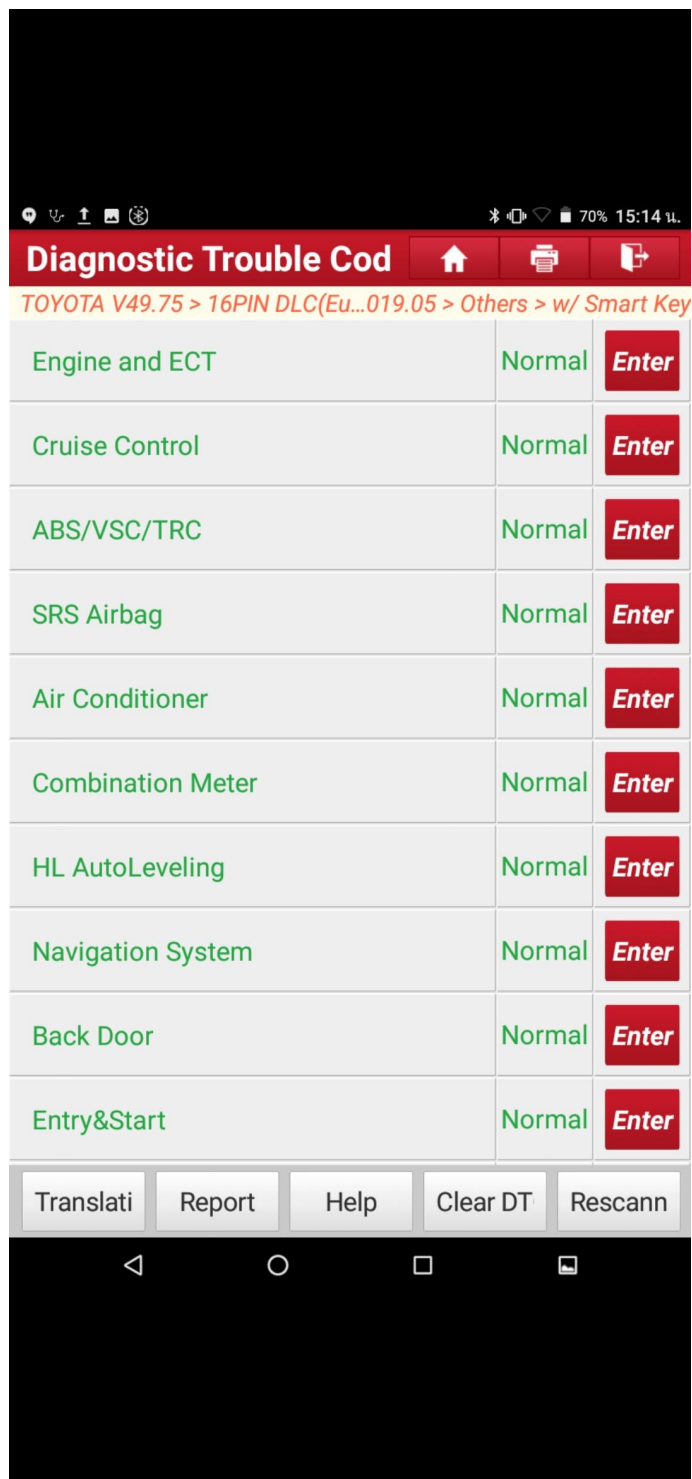 70% 15:14 น.
Diagnostic Trouble Cod
TOYOTA V49.75 > 16PIN DLC(Eu...019.05 > Others > w/ Smart Key
Engine and ECT Normal Enter
Cruise Control Normal Enter
ABS/VSC/TRC Normal Enter
SRS Airbag Normal Enter
Air Conditioner Normal Enter
Combination Meter Normal Enter
HL AutoLeveling Normal Enter
Navigation System Normal Enter
Back Door Normal Enter
Entry&Start Normal Enter
Translati Report Help Clear DT Rescann